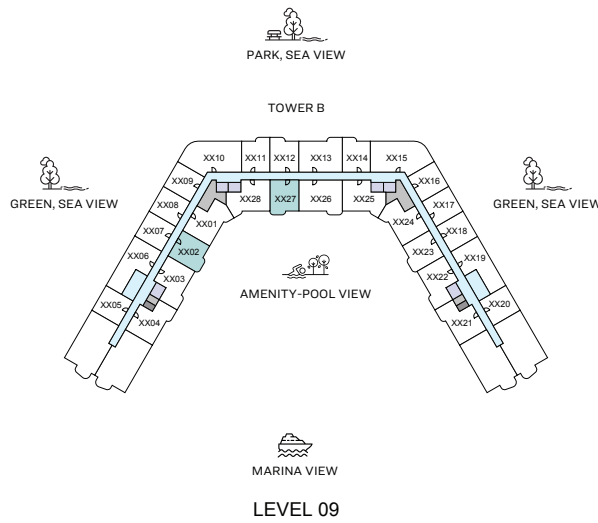 PARK, SEA VIEW
TOWER B
XX10
XX11
XX12
XX13
XX14
XX15
XX09
XX16
GREEN, SEA VIEW
XX08
XX28
XX27
XX26
XX25
XX17
GREEN, SEA VIEW
XX07
XX01
XX24
XX18
XX06
XX02
XX23
XX19
XX03
XX22
AMENITY-POOL VIEW
XX05
XX04
XX21
XX20
MARINA VIEW
LEVEL 09